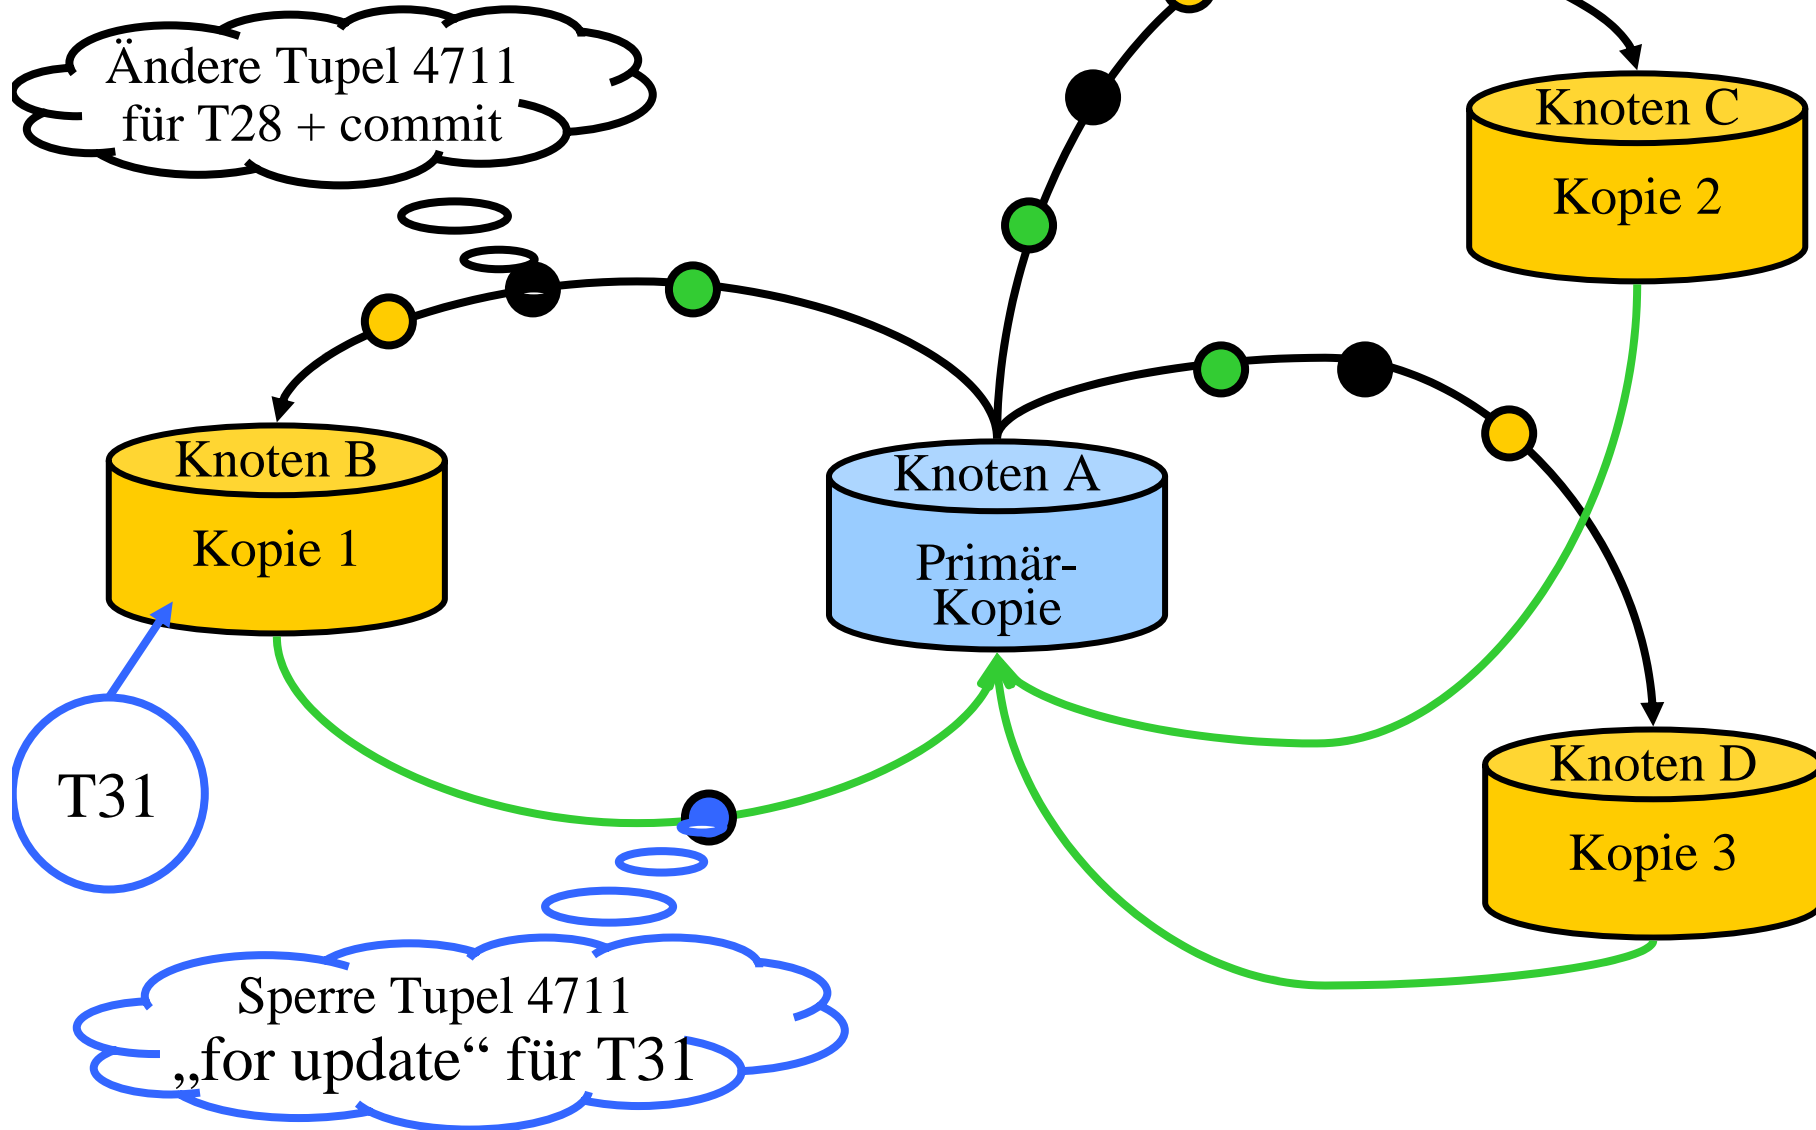 Ändere Tupel 4711
für T28 + commit
Knoten C
Kopie 2
Knoten B
Kopie 1
Knoten A
Primär-
Kopie
T31
Knoten D
Kopie 3
Sperre Tupel 4711
„for update“ für T31